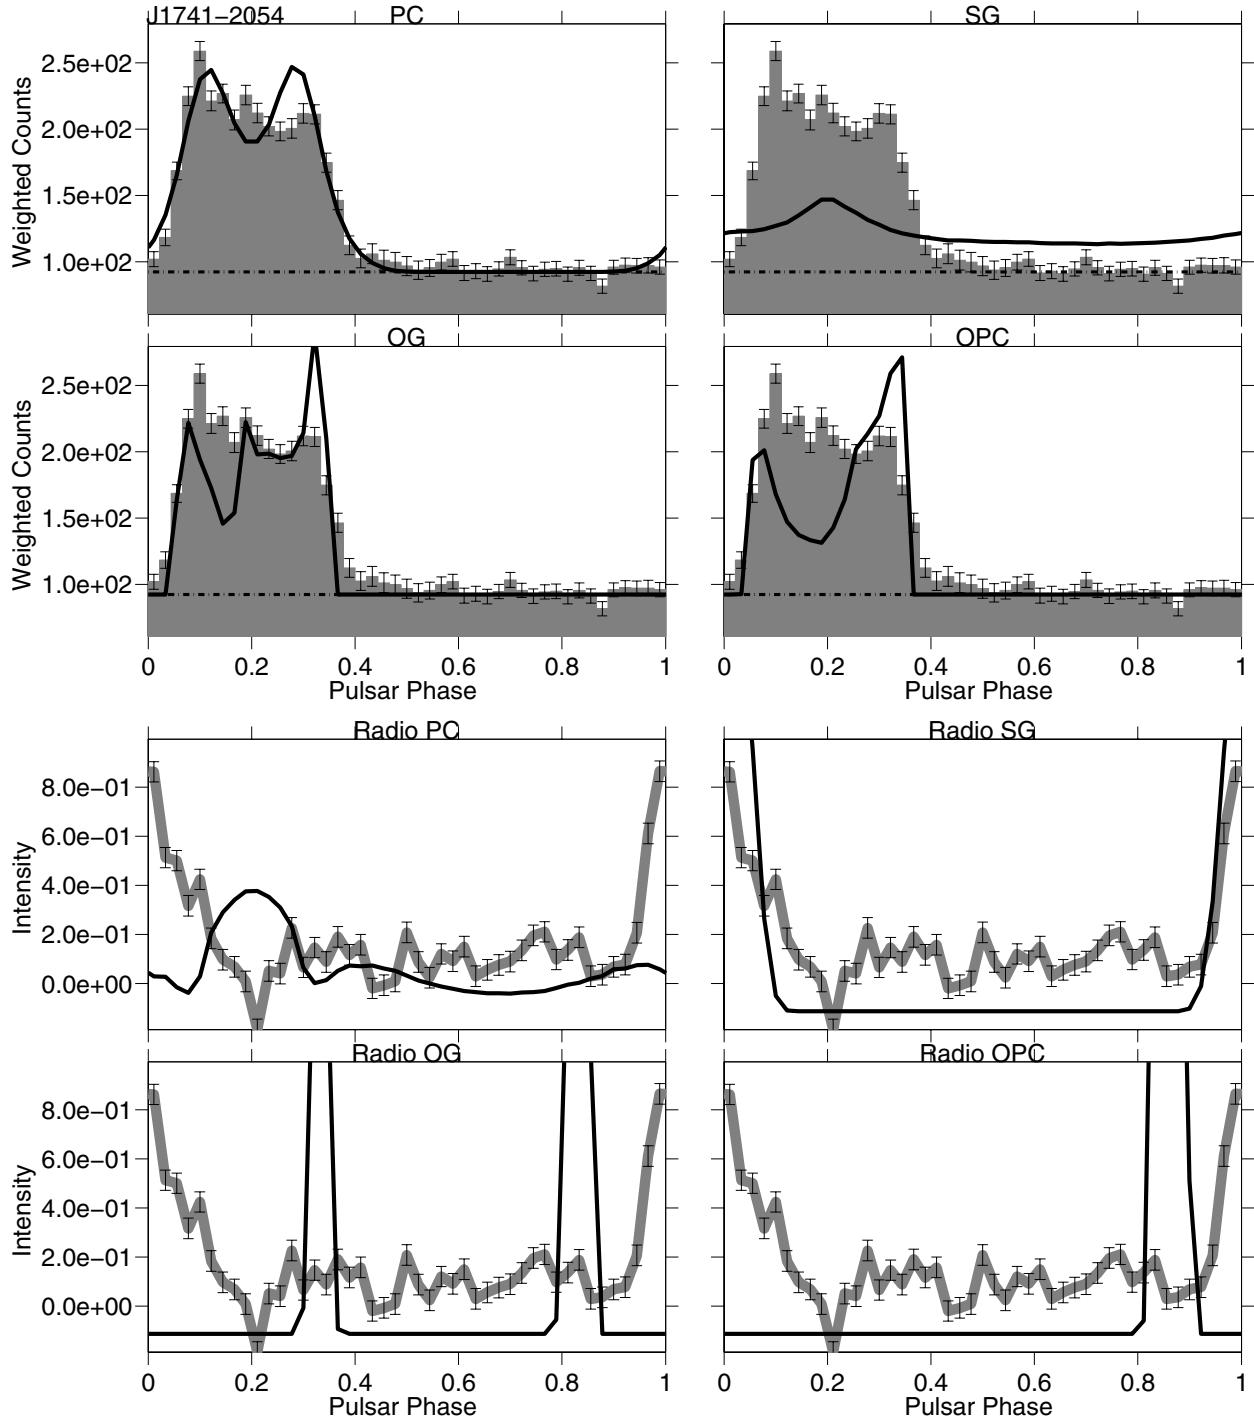 J1741−2054 PC SG
2.5e+02
2.0e+02
1.5e+02
1.0e+02
Weighted Counts
OG OPC
2.5e+02
2.0e+02
1.5e+02
1.0e+02
Weighted Counts
0 0.2 0.4 0.6 0.8 1 0 0.2 0.4 0.6 0.8 1
Pulsar Phase Pulsar Phase
Radio PC Radio SG
8.0e−01
6.0e−01
4.0e−01
2.0e−01
0.0e+00
Intensity
Radio OG Radio OPC
8.0e−01
6.0e−01
4.0e−01
2.0e−01
0.0e+00
Intensity
0 0.2 0.4 0.6 0.8 1 0 0.2 0.4 0.6 0.8 1
Pulsar Phase Pulsar Phase